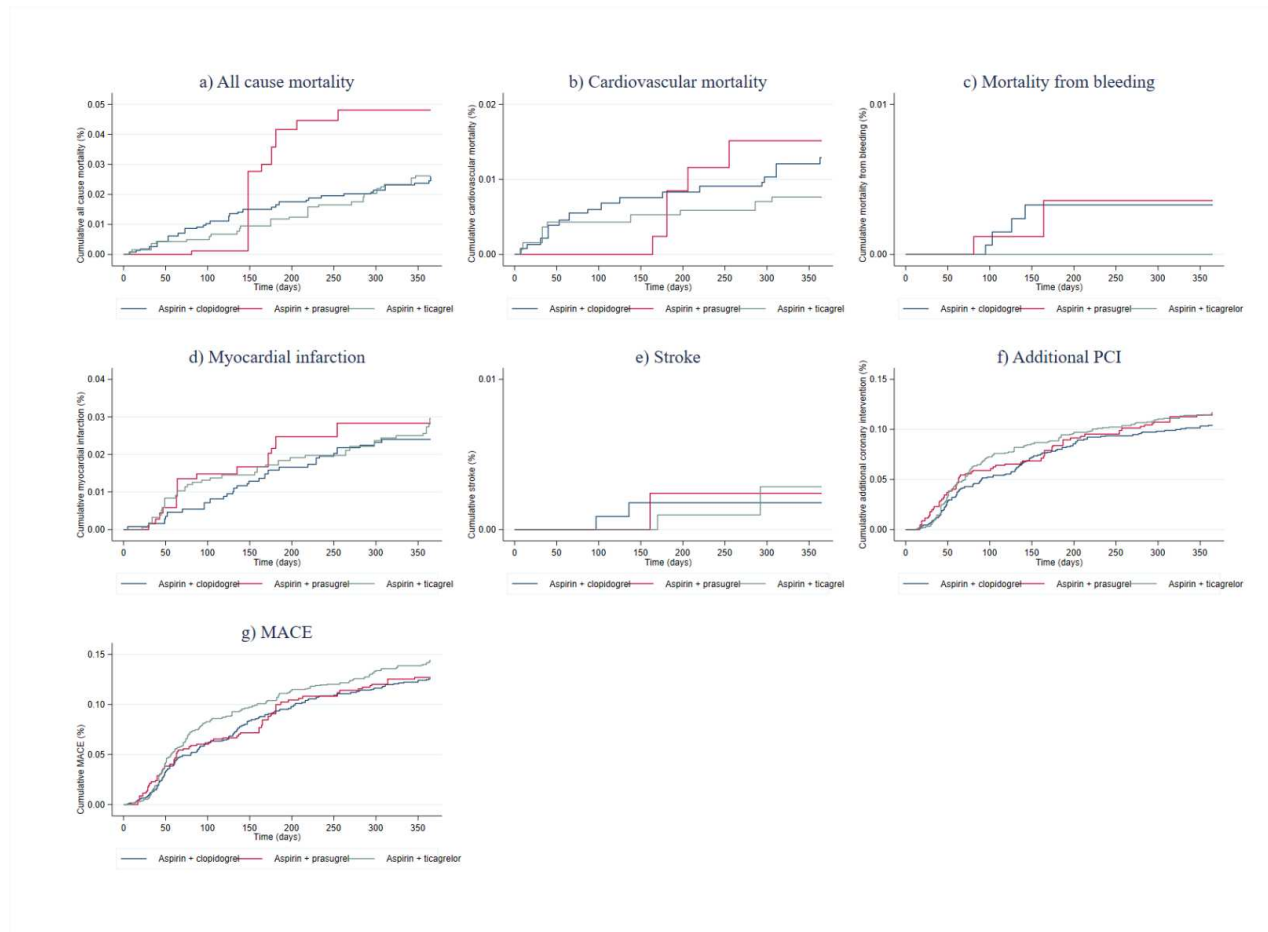 a) All cause mortality
Cumulative all cause mortality (%)
0.05
0.04
0.03
0.02
0.01
0.00
0 50 100 150 200 250 300 350
Time (days)
Aspirin + clopidogrel Aspirin + prasugrel Aspirin + ticagrel
b) Cardiovascular mortality
Cumulative cardiovascular mortality (%)
0.02
0.01
0.00
0 50 100 150 200 250 300 350
Time (days)
Aspirin + clopidogrel Aspirin + prasugrel Aspirin + ticagrel
c) Mortality from bleeding
Cumulative mortality from bleeding (%)
0.01
0.00
0 50 100 150 200 250 300 350
Time (days)
Aspirin + clopidogrel Aspirin + prasugrel Aspirin + ticagrelor
d) Myocardial infarction
Cumulative myocardial infarction (%)
0.04
0.03
0.02
0.01
0.00
0 50 100 150 200 250 300 350
Time (days)
Aspirin + clopidogrel Aspirin + prasugrel Aspirin + ticagrel
e) Stroke
Cumulative stroke (%)
0.01
0.00
0 50 100 150 200 250 300 350
Time (days)
Aspirin + clopidogrel Aspirin + prasugrel Aspirin + ticagrel
f) Additional PCI
Cumulative additional coronary intervention (%)
0.15
0.10
0.05
0.00
0 50 100 150 200 250 300 350
Time (days)
Aspirin + clopidogrel Aspirin + prasugrel Aspirin + ticagrelor
g) MACE
Cumulative MACE (%)
0.15
0.10
0.05
0.00
0 50 100 150 200 250 300 350
Time (days)
Aspirin + clopidogrel Aspirin + prasugrel Aspirin + ticagrelor